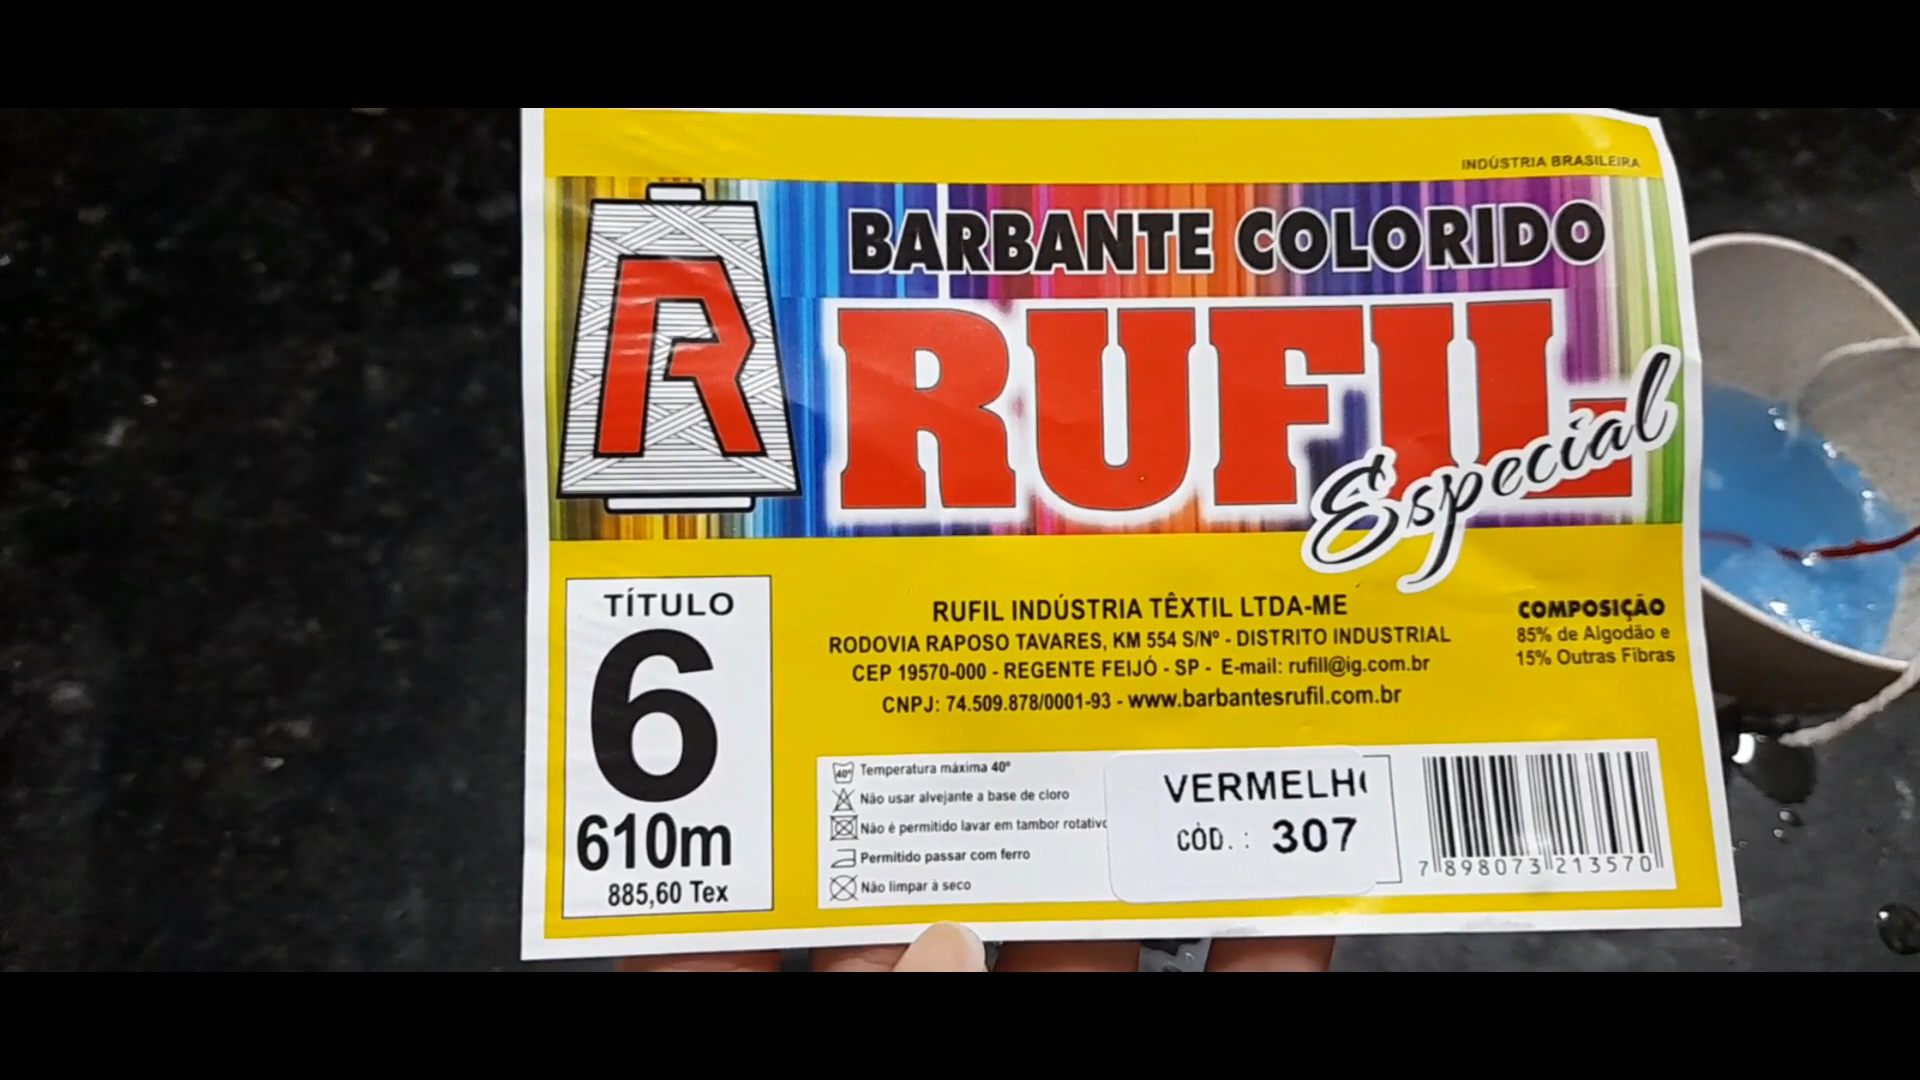 INDÚSTRIA BRASILEIRA
BARBANTE COLORIDO
R
RUFIL
Especial
TÍTULO
6
610m
885,60 Tex
RUFIL INDÚSTRIA TÊXTIL LTDA-ME
RODOVIA RAPOSO TAVARES, KM 554 S/Nº - DISTRITO INDUSTRIAL
CEP 19570-000 - REGENTE FEIJÓ - SP - E-mail: rufill@ig.com.br
CNPJ: 74.509.878/0001-93 - www.barbantesrufil.com.br
COMPOSIÇÃO
85% de Algodão e
15% Outras Fibras
40º Temperatura máxima 40º
Não usar alvejante a base de cloro
Não é permitido lavar em tambor rotativo
Permitido passar com ferro
Não limpar à seco
VERMELHO
CÓD. : 307
7 898073 213570